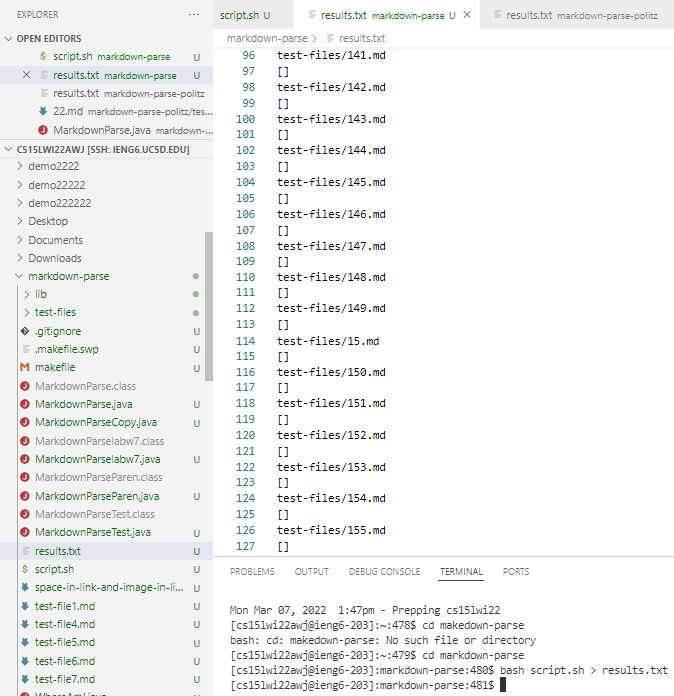 EXPLORER ···
OPEN EDITORS
script.sh markdown-parse U
results.txt markdown-parse U
results.txt markdown-parse-politz
22.md markdown-parse-politz/tes...
MarkdownParse.java markdown-...
CS15LWI22AWJ [SSH: IENG6.UCSD.EDU]
demo2222
demo22222
demo222222
Desktop
Documents
Downloads
markdown-parse
lib
test-files
.gitignore U
.makefile.swp U
M makefile U
MarkdownParse.class
MarkdownParse.java U
MarkdownParseCopy.java U
MarkdownParselabw7.class
MarkdownParselabw7.java U
MarkdownParseParen.class
MarkdownParseParen.java U
MarkdownParseTest.class
MarkdownParseTest.java U
results.txt U
script.sh U
space-in-link-and-image-in-li... U
test-file1.md U
test-file4.md U
test-file5.md U
test-file6.md U
test-file7.md U
script.sh U results.txt markdown-parse U results.txt markdown-parse-politz
markdown-parse > results.txt
96 test-files/141.md
97 []
98 test-files/142.md
99 []
100 test-files/143.md
101 []
102 test-files/144.md
103 []
104 test-files/145.md
105 []
106 test-files/146.md
107 []
108 test-files/147.md
109 []
110 test-files/148.md
111 []
112 test-files/149.md
113 []
114 test-files/15.md
115 []
116 test-files/150.md
117 []
118 test-files/151.md
119 []
120 test-files/152.md
121 []
122 test-files/153.md
123 []
124 test-files/154.md
125 []
126 test-files/155.md
127 []
PROBLEMS OUTPUT DEBUG CONSOLE TERMINAL PORTS
Mon Mar 07, 2022 1:47pm - Prepping cs15lwi22
[cs15lwi22awj@ieng6-203]:~:478$ cd makedown-parse
bash: cd: makedown-parse: No such file or directory
[cs15lwi22awj@ieng6-203]:~:479$ cd markdown-parse
[cs15lwi22awj@ieng6-203]:markdown-parse:480$ bash script.sh > results.txt
[cs15lwi22awj@ieng6-203]:markdown-parse:481$